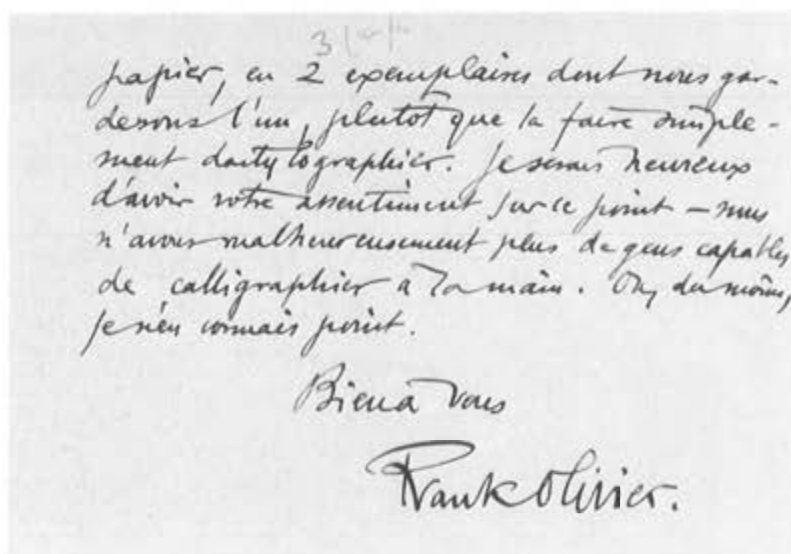 3
papier, en 2 exemplaires dont nous gar-
derons l'un, plutôt que la faire simple-
ment dactylographier. Je serais heureux
d'avoir votre assentiment sur ce point – nous
n'avons malheureusement plus de gens capables
de calligraphier à la main. Ou, du moins,
je n'en connais point.
Bien à vous
Frank Olivier.